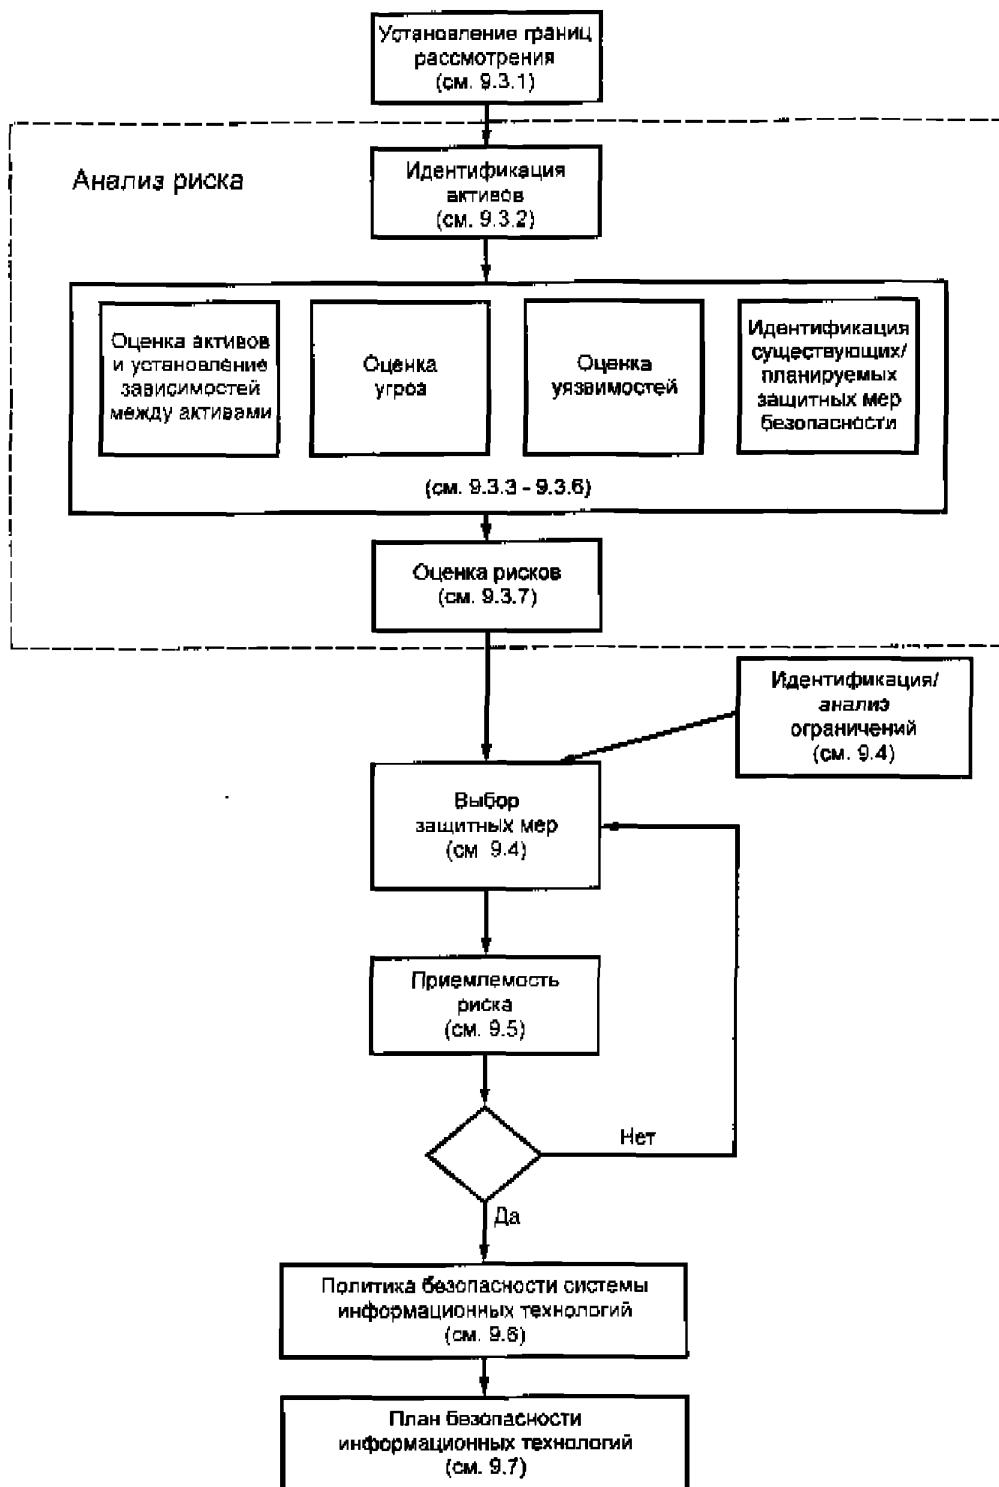 Установление границ
рассмотрения
(см. 9.3.1)
Анализ риска
Идентификация
активов
(см. 9.3.2)
Оценка активов
и установление
зависимостей
между активами
Оценка
угроз
Оценка
уязвимостей
Идентификация
существующих/
планируемых
защитных мер
безопасности
(см. 9.3.3 - 9.3.6)
Оценка рисков
(см. 9.3.7)
Идентификация/
анализ
ограничений
(см. 9.4)
Выбор
защитных мер
(см 9.4)
Приемлемость
риска
(см. 9.5)
Нет
Да
Политика безопасности системы
информационных технологий
(см. 9.6)
План безопасности
информационных технологий
(см. 9.7)